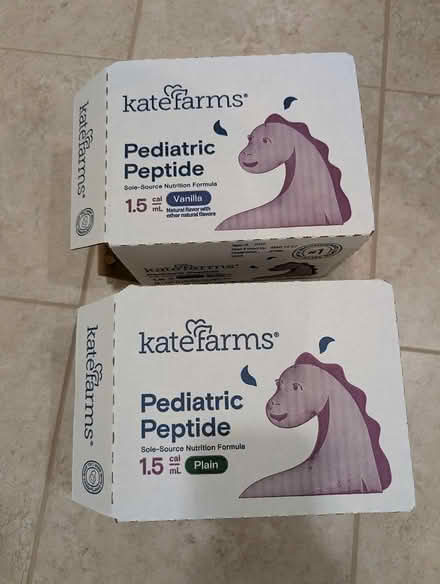 katefarms®
katefarms®
Pediatric
Peptide
Sole-Source Nutrition Formula
1.5 cal
mL
Vanilla
Natural flavor with
other natural flavors
#1
katefarms®
katefarms®
katefarms®
Pediatric
Peptide
Sole-Source Nutrition Formula
1.5 cal
mL
Plain